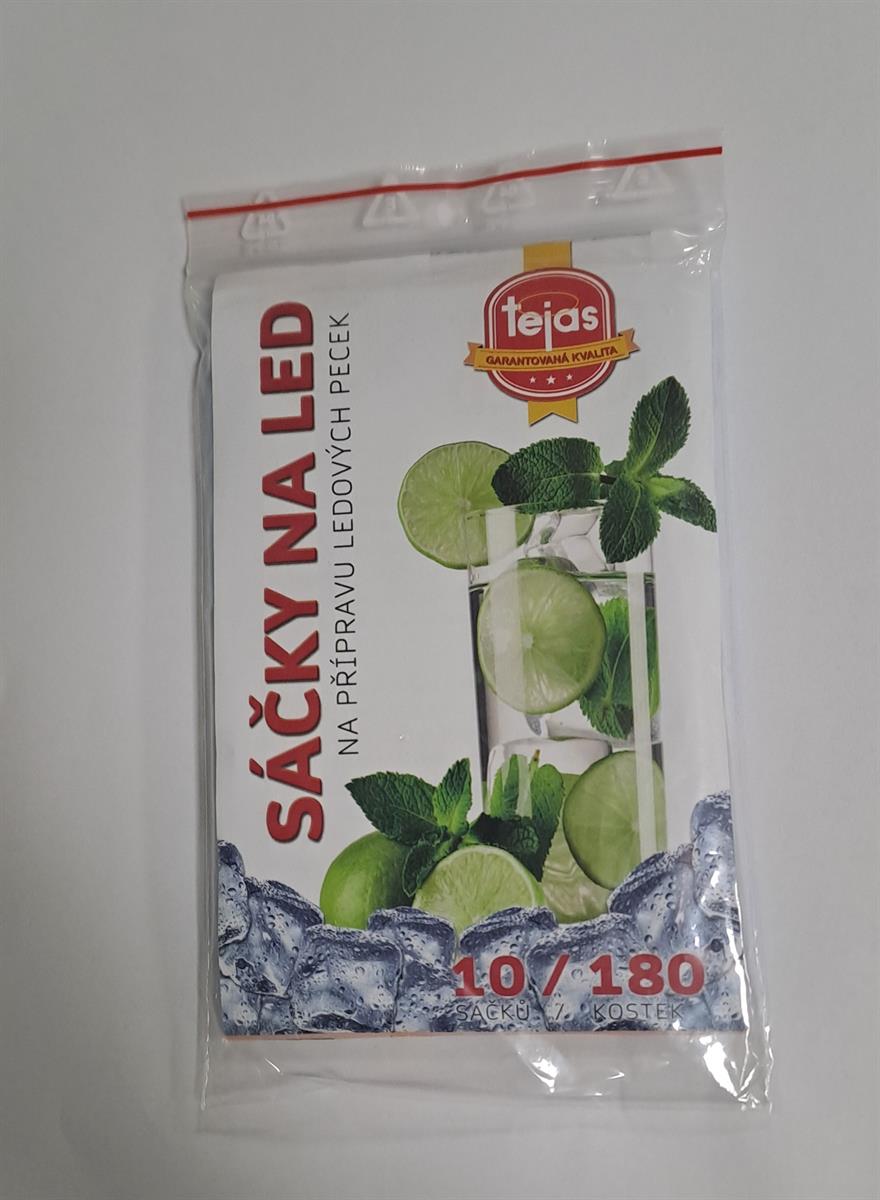 tejas
GARANTOVANÁ KVALITA
SÁČKY NA LED
NA PŘÍPRAVU LEDOVÝCH PECEK
10 / 180
SÁČKŮ / KOSTEK